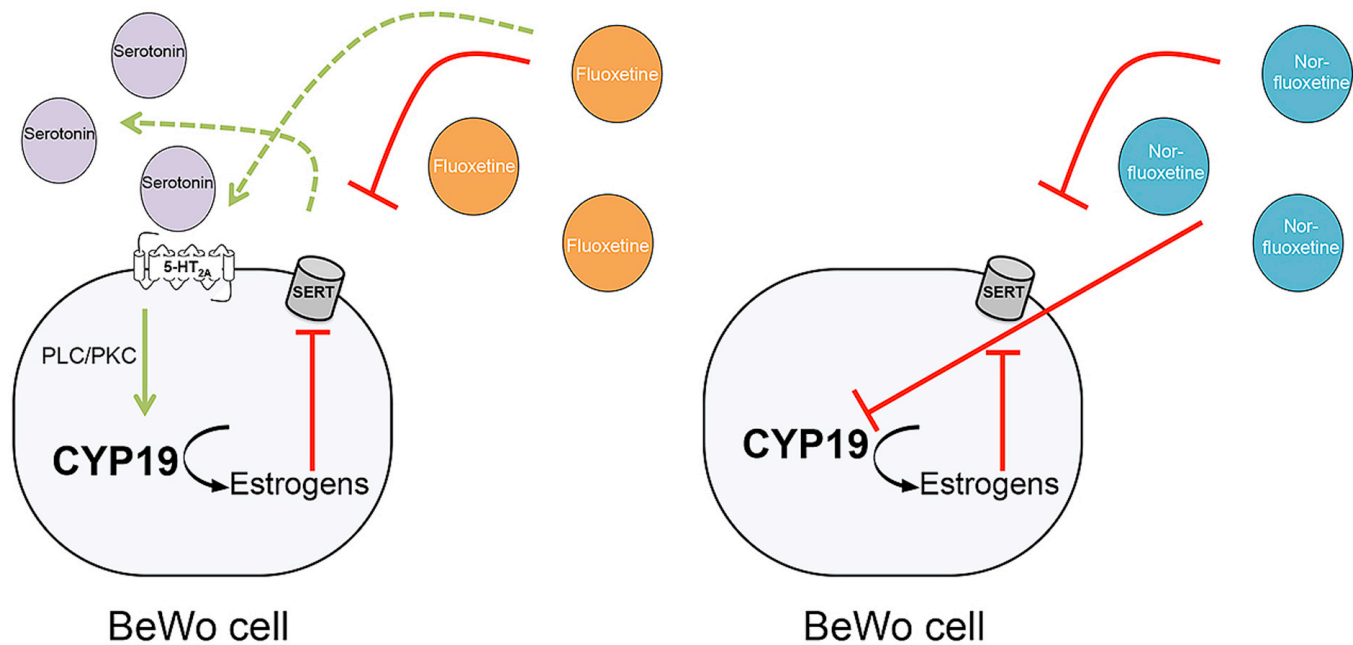 Serotonin
Serotonin
Serotonin
Fluoxetine
Fluoxetine
Fluoxetine
5-HT2A
SERT
PLC/PKC
CYP19
Estrogens
BeWo cell
Nor-
fluoxetine
Nor-
fluoxetine
Nor-
fluoxetine
SERT
CYP19
Estrogens
BeWo cell